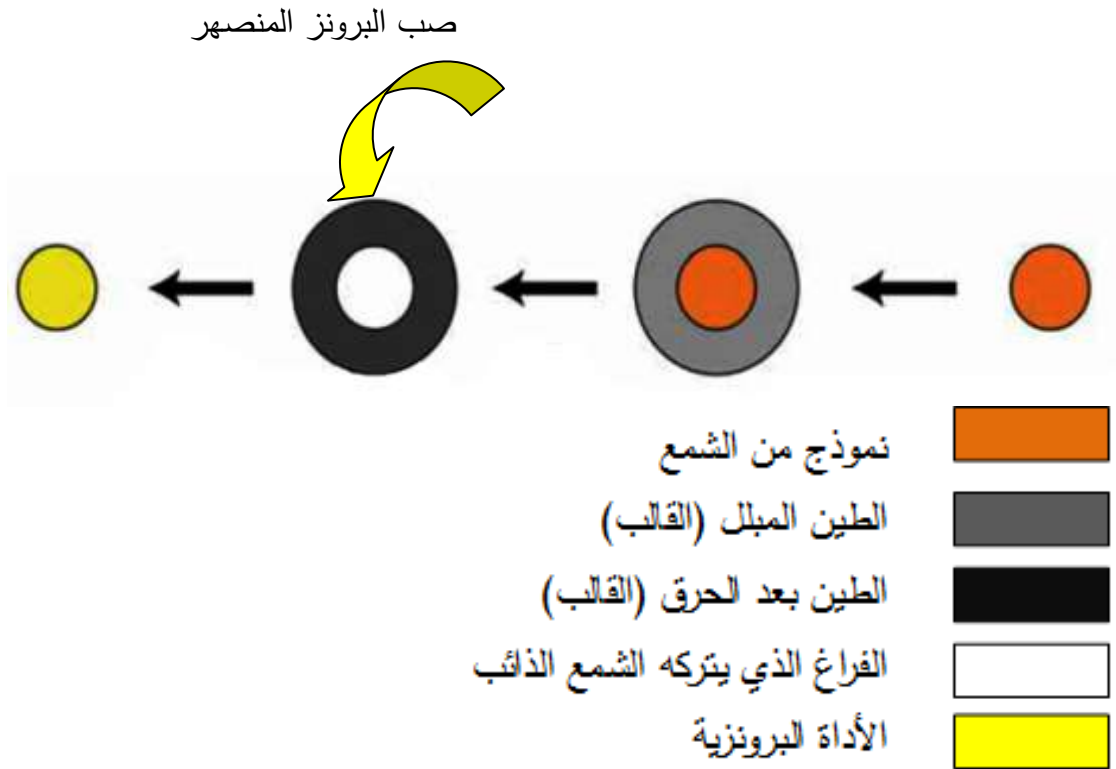 صب البرونز المنصهر
نموذج من الشمع
الطين المبلل (القالب)
الطين بعد الحرق (القالب)
الفراغ الذي يتركه الشمع الذائب
الأداة البرونزية